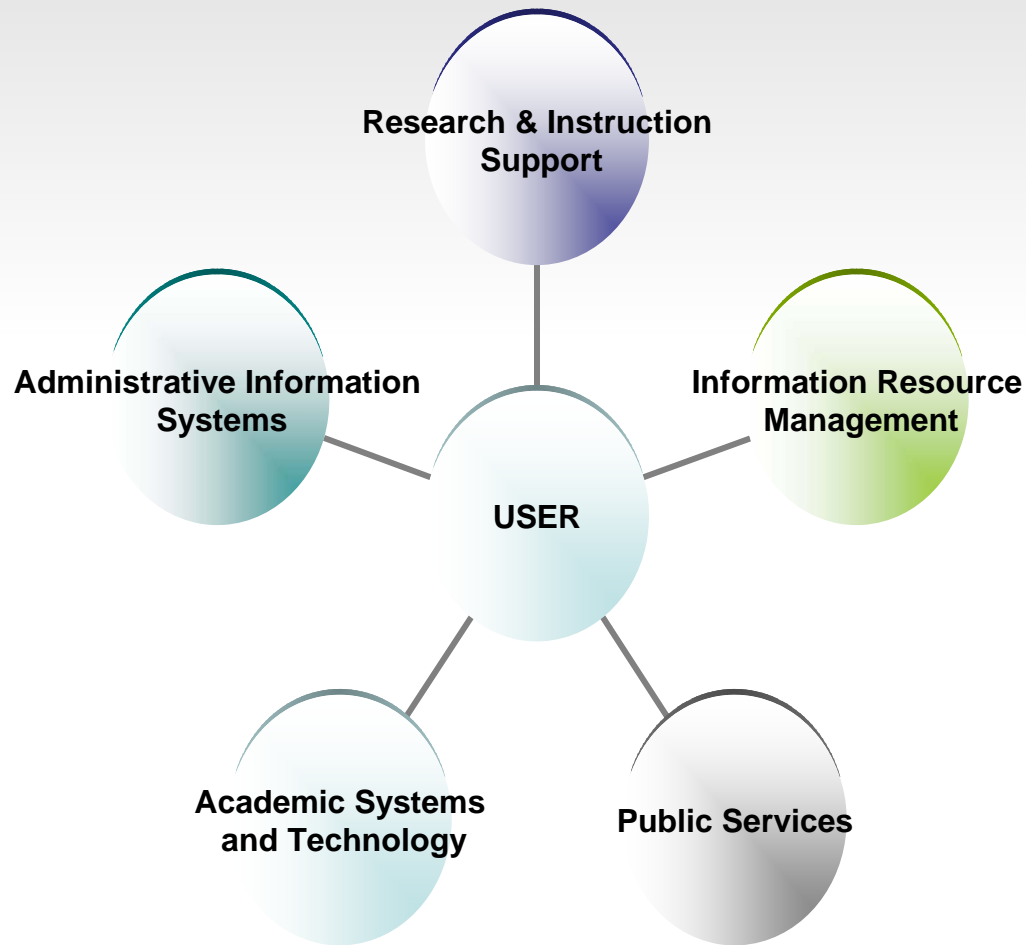 Research & Instruction
Support
Administrative Information
Systems
Information Resource
Management
USER
Academic Systems
and Technology
Public Services